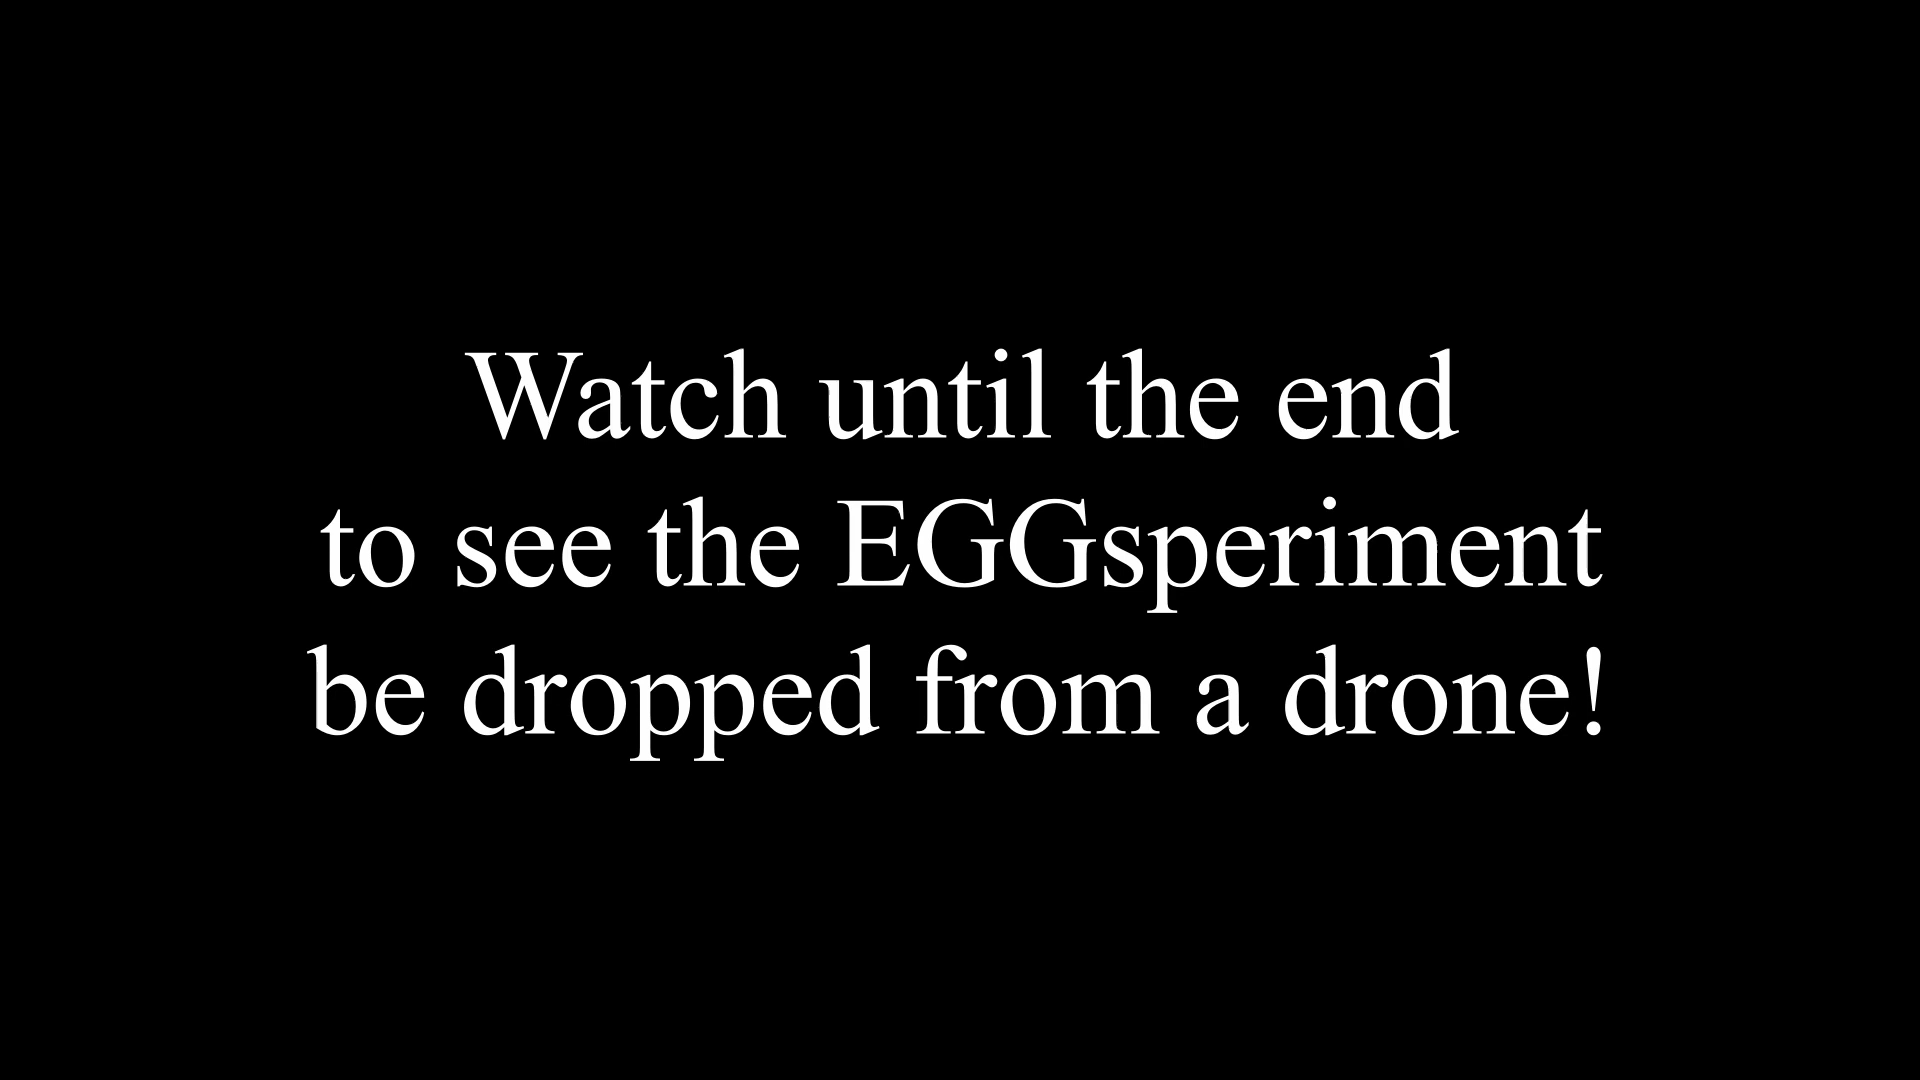 Watch until the end
to see the EGGsperiment
be dropped from a drone!